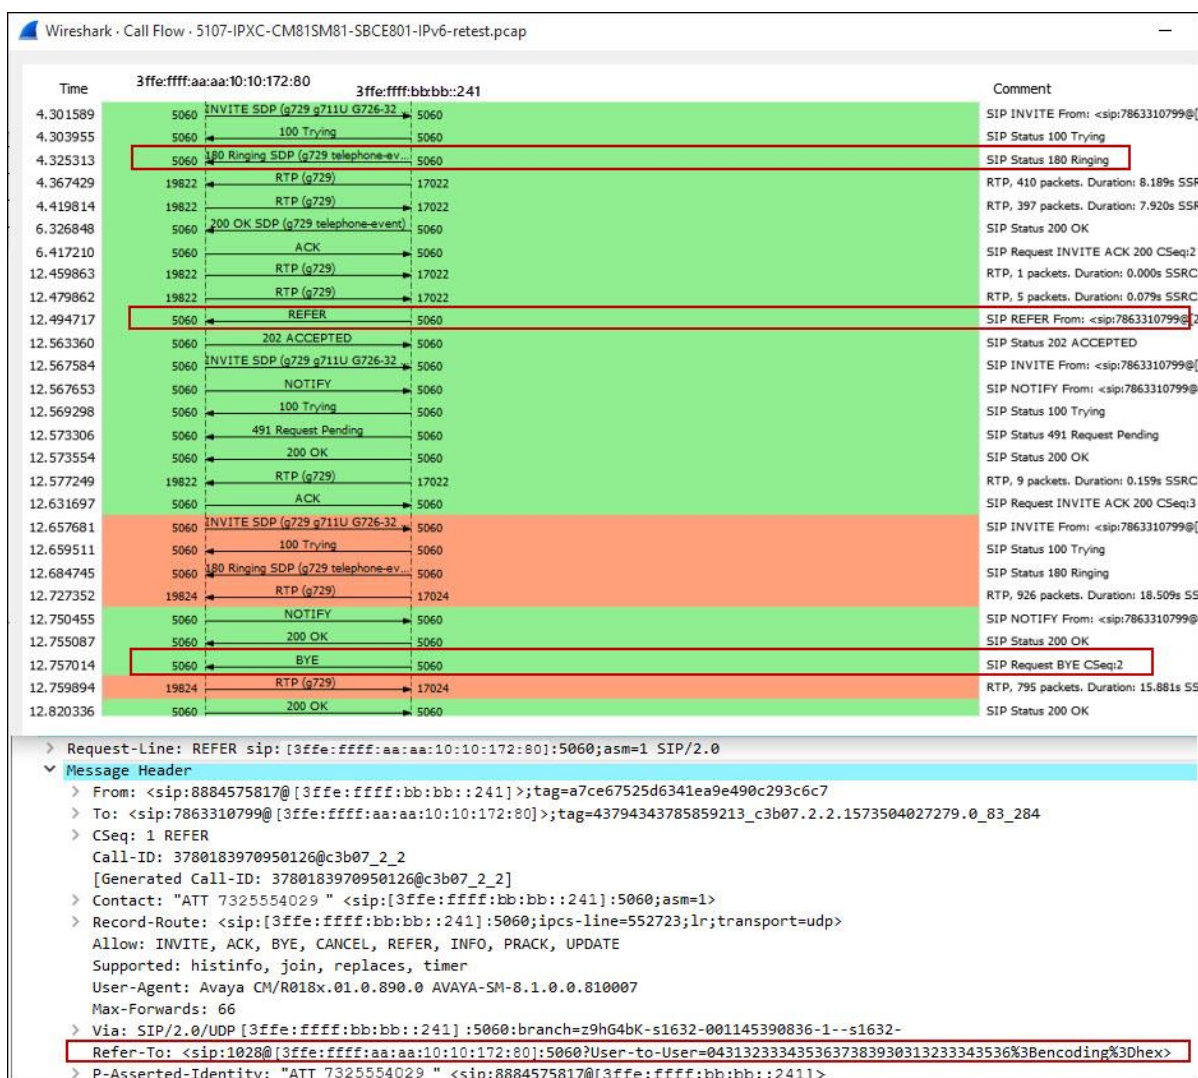 Wireshark · Call Flow · 5107-IPXC-CM81SM81-SBCE801-IPv6-retest.pcap
Time 3ffe:ffff:aa:aa:10:10:172:80 3ffe:ffff:bb:bb::241 Comment
4.301589 5060 INVITE SDP (g729 g711U G726-32 ... 5060 SIP INVITE From: <sip:7863310799@[
4.303955 5060 100 Trying 5060 SIP Status 100 Trying
4.325313 5060 180 Ringing SDP (g729 telephone-ev... 5060 SIP Status 180 Ringing
4.367429 19822 RTP (g729) 17022 RTP, 410 packets. Duration: 8.189s SSR
4.419814 19822 RTP (g729) 17022 RTP, 397 packets. Duration: 7.920s SSR
6.326848 5060 200 OK SDP (g729 telephone-event) 5060 SIP Status 200 OK
6.417210 5060 ACK 5060 SIP Request INVITE ACK 200 CSeq:2
12.459863 19822 RTP (g729) 17022 RTP, 1 packets. Duration: 0.000s SSRC
12.479862 19822 RTP (g729) 17022 RTP, 5 packets. Duration: 0.079s SSRC
12.494717 5060 REFER 5060 SIP REFER From: <sip:7863310799@[2
12.563360 5060 202 ACCEPTED 5060 SIP Status 202 ACCEPTED
12.567584 5060 INVITE SDP (g729 g711U G726-32 ... 5060 SIP INVITE From: <sip:7863310799@[
12.567653 5060 NOTIFY 5060 SIP NOTIFY From: <sip:7863310799@
12.569298 5060 100 Trying 5060 SIP Status 100 Trying
12.573306 5060 491 Request Pending 5060 SIP Status 491 Request Pending
12.573554 5060 200 OK 5060 SIP Status 200 OK
12.577249 19822 RTP (g729) 17022 RTP, 9 packets. Duration: 0.159s SSRC
12.631697 5060 ACK 5060 SIP Request INVITE ACK 200 CSeq:3
12.657681 5060 INVITE SDP (g729 g711U G726-32 ... 5060 SIP INVITE From: <sip:7863310799@[
12.659511 5060 100 Trying 5060 SIP Status 100 Trying
12.684745 5060 180 Ringing SDP (g729 telephone-ev... 5060 SIP Status 180 Ringing
12.727352 19824 RTP (g729) 17024 RTP, 926 packets. Duration: 18.509s SS
12.750455 5060 NOTIFY 5060 SIP NOTIFY From: <sip:7863310799@
12.755087 5060 200 OK 5060 SIP Status 200 OK
12.757014 5060 BYE 5060 SIP Request BYE CSeq:2
12.759894 19824 RTP (g729) 17024 RTP, 795 packets. Duration: 15.881s SS
12.820336 5060 200 OK 5060 SIP Status 200 OK
Request-Line: REFER sip:[3ffe:ffff:aa:aa:10:10:172:80]:5060;asm=1 SIP/2.0
Message Header
From: <sip:8884575817@[3ffe:ffff:bb:bb::241]>;tag=a7ce67525d6341ea9e490c293c6c7
To: <sip:7863310799@[3ffe:ffff:aa:aa:10:10:172:80]>;tag=43794343785859213_c3b07.2.2.1573504027279.0_83_284
CSeq: 1 REFER
Call-ID: 3780183970950126@c3b07_2_2
[Generated Call-ID: 3780183970950126@c3b07_2_2]
Contact: "ATT 7325554029 " <sip:[3ffe:ffff:bb:bb::241]:5060;asm=1>
Record-Route: <sip:[3ffe:ffff:bb:bb::241]:5060;ipcs-line=552723;lr;transport=udp>
Allow: INVITE, ACK, BYE, CANCEL, REFER, INFO, PRACK, UPDATE
Supported: histinfo, join, replaces, timer
User-Agent: Avaya CM/R018x.01.0.890.0 AVAYA-SM-8.1.0.0.810007
Max-Forwards: 66
Via: SIP/2.0/UDP [3ffe:ffff:bb:bb::241]:5060:branch=z9hG4bK-s1632-001145390836-1--s1632-
Refer-To: <sip:1028@[3ffe:ffff:aa:aa:10:10:172:80]:5060?User-to-User=04313233343536373839303132333435​36%3Bencoding%3Dhex>
P-Asserted-Identity: "ATT 7325554029 " <sip:8884575817@[3ffe:ffff:bb:bb::241]>